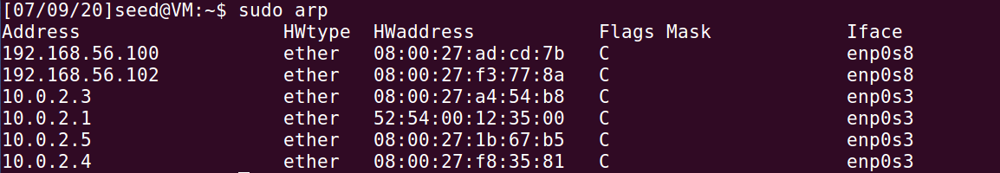 [07/09/20]seed@VM:~$ sudo arp
Address HWtype HWaddress Flags Mask Iface
192.168.56.100 ether 08:00:27:ad:cd:7b C enp0s8
192.168.56.102 ether 08:00:27:f3:77:8a C enp0s8
10.0.2.3 ether 08:00:27:a4:54:b8 C enp0s3
10.0.2.1 ether 52:54:00:12:35:00 C enp0s3
10.0.2.5 ether 08:00:27:1b:67:b5 C enp0s3
10.0.2.4 ether 08:00:27:f8:35:81 C enp0s3